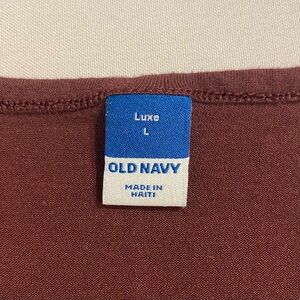 Luxe
L
OLD NAVY
MADE IN
HAITI